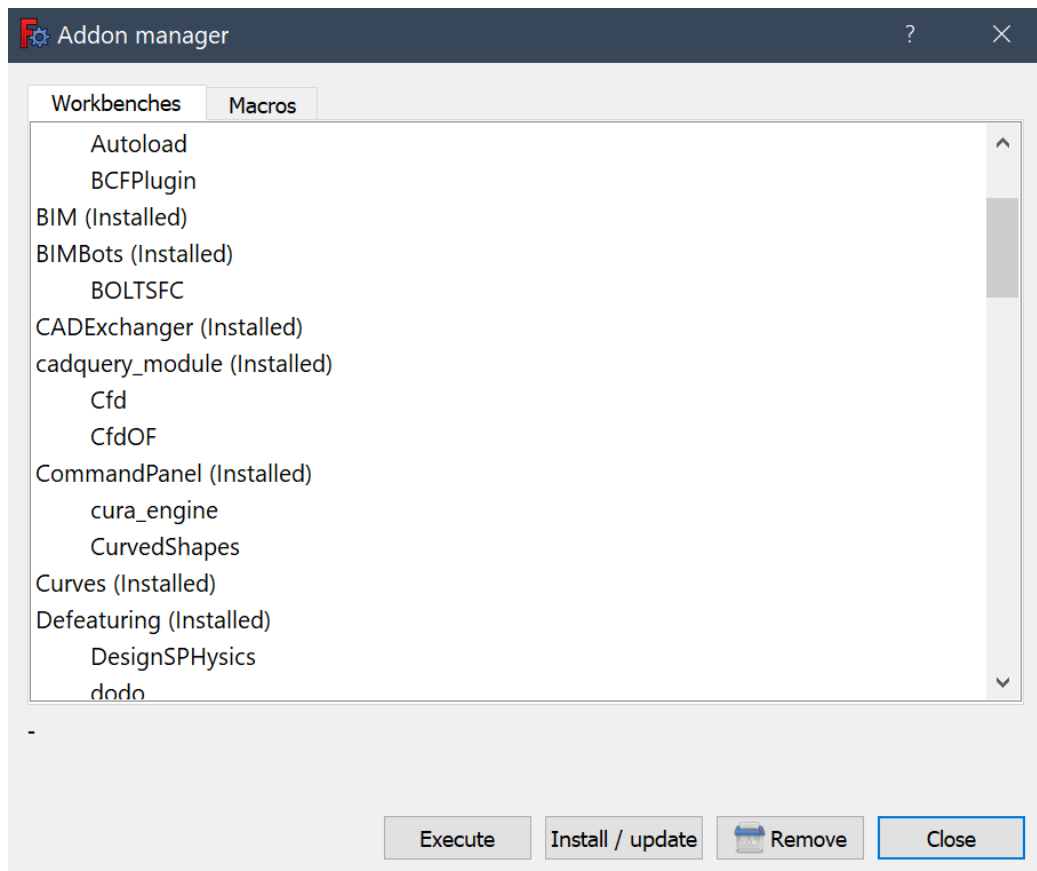 Addon manager ?
Workbenches Macros
Autoload
BCFPlugin
BIM (Installed)
BIMBots (Installed)
BOLTSFC
CADExchanger (Installed)
cadquery_module (Installed)
Cfd
CfdOF
CommandPanel (Installed)
cura_engine
CurvedShapes
Curves (Installed)
Defeaturing (Installed)
DesignSPHysics
dodo
-
Execute Install / update Remove Close